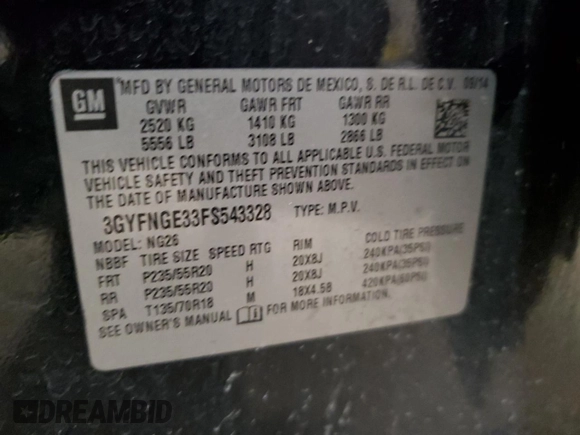 GM
MFD BY GENERAL MOTORS DE MEXICO, S. DE R.L. DE C.V. 06/14
GVWR GAWR FRT GAWR RR
2520 KG 1410 KG 1300 KG
5556 LB 3108 LB 2866 LB
THIS VEHICLE CONFORMS TO ALL APPLICABLE U.S. FEDERAL MOTOR
VEHICLE SAFETY AND THEFT PREVENTION STANDARDS IN EFFECT ON
THE DATE OF MANUFACTURE SHOWN ABOVE.
3GYFNGE33FS543328 TYPE: M.P.V.
MODEL: NG26
NBBF TIRE SIZE SPEED RTG RIM COLD TIRE PRESSURE
FRT P235/55R20 H 20X8J 240KPA(35PSI)
RR P235/55R20 H 20X8J 240KPA(35PSI)
SPA T135/70R18 M 18X4.5B 420KPA(60PSI)
SEE OWNER'S MANUAL FOR MORE INFORMATION.
DREAMBID